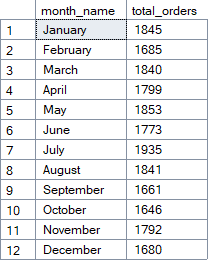 month_name total_orders
1 January 1845
2 February 1685
3 March 1840
4 April 1799
5 May 1853
6 June 1773
7 July 1935
8 August 1841
9 September 1661
10 October 1646
11 November 1792
12 December 1680